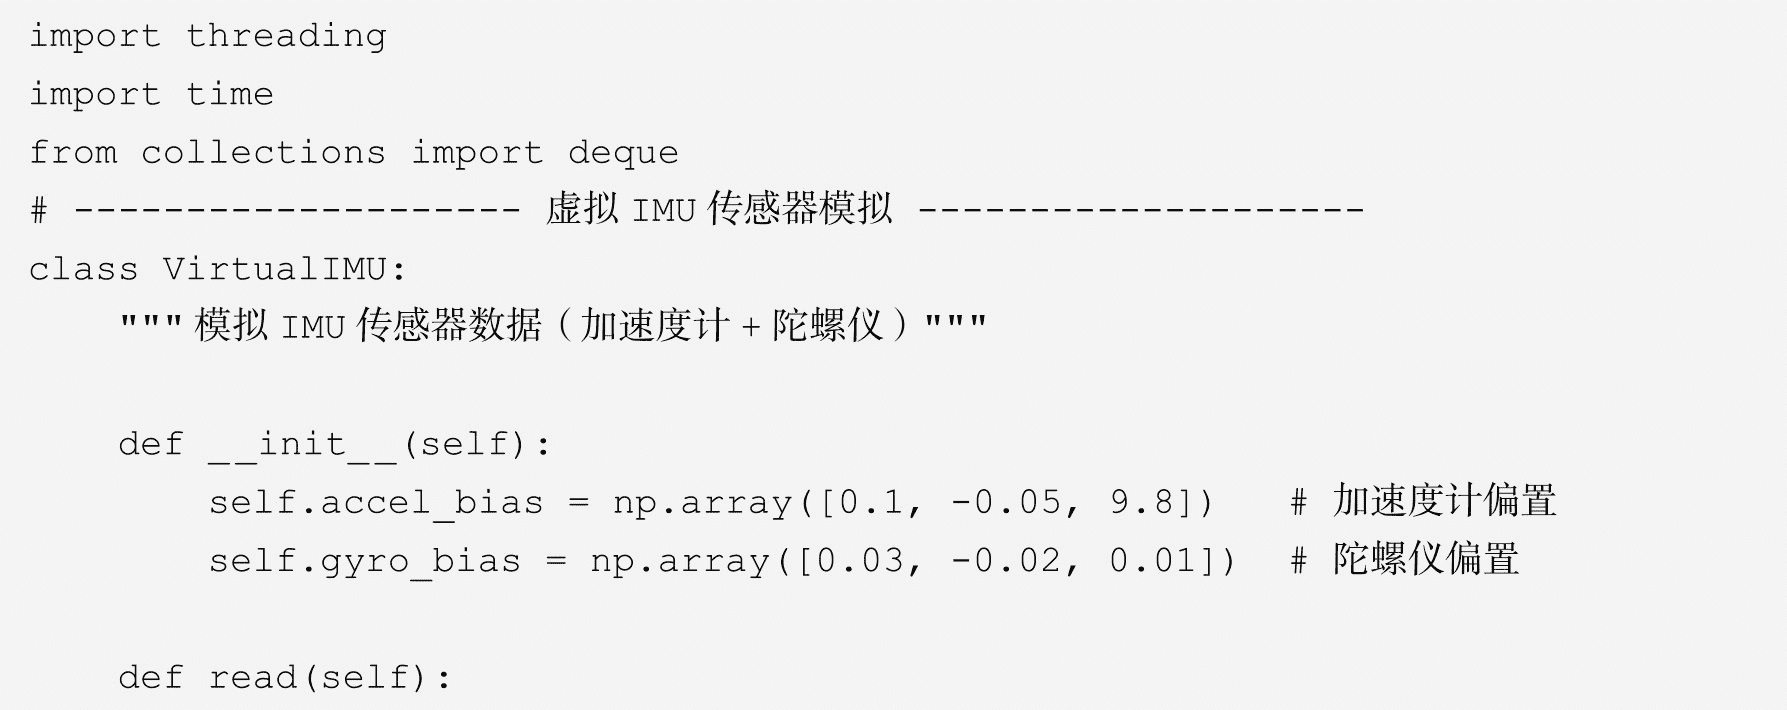 import threading
import time
from collections import deque
# -------------------- 虚拟 IMU 传感器模拟 --------------------
class VirtualIMU:
    """ 模拟 IMU 传感器数据（加速度计 + 陀螺仪）"""
    def __init__(self):
        self.accel_bias = np.array([0.1, -0.05, 9.8])   # 加速度计偏置
        self.gyro_bias = np.array([0.03, -0.02, 0.01])  # 陀螺仪偏置
    def read(self):